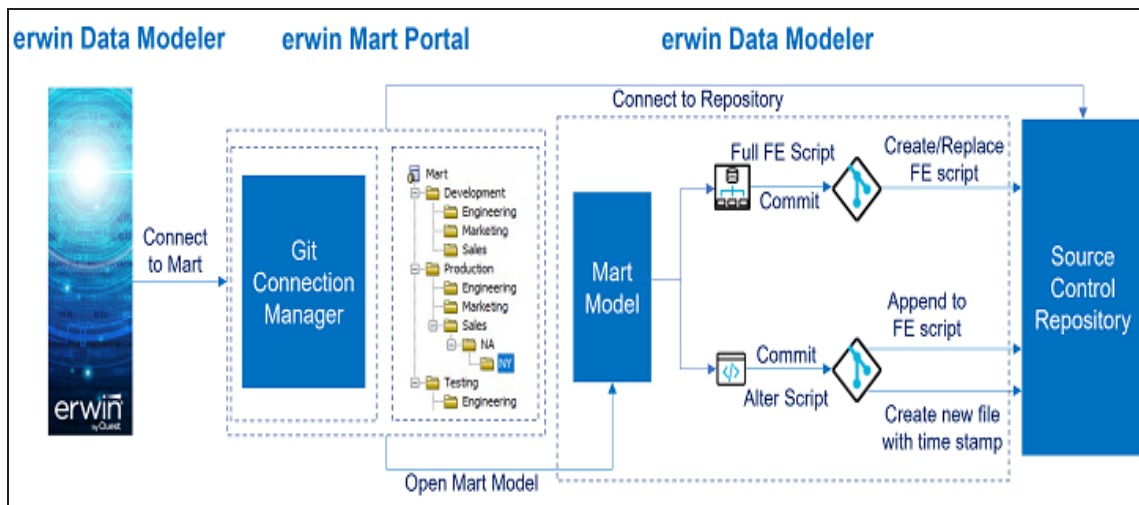 erwin Data Modeler
erwin Mart Portal
erwin Data Modeler
Connect to Repository
Connect
to Mart
Git
Connection
Manager
Mart
Development
Engineering
Marketing
Sales
Production
Engineering
Marketing
Sales
NA
NY
Testing
Engineering
Mart
Model
Full FE Script
Commit
Create/Replace
FE script
Commit
Alter Script
Append to
FE script
Create new file
with time stamp
Source
Control
Repository
Open Mart Model
erwin
by Quest